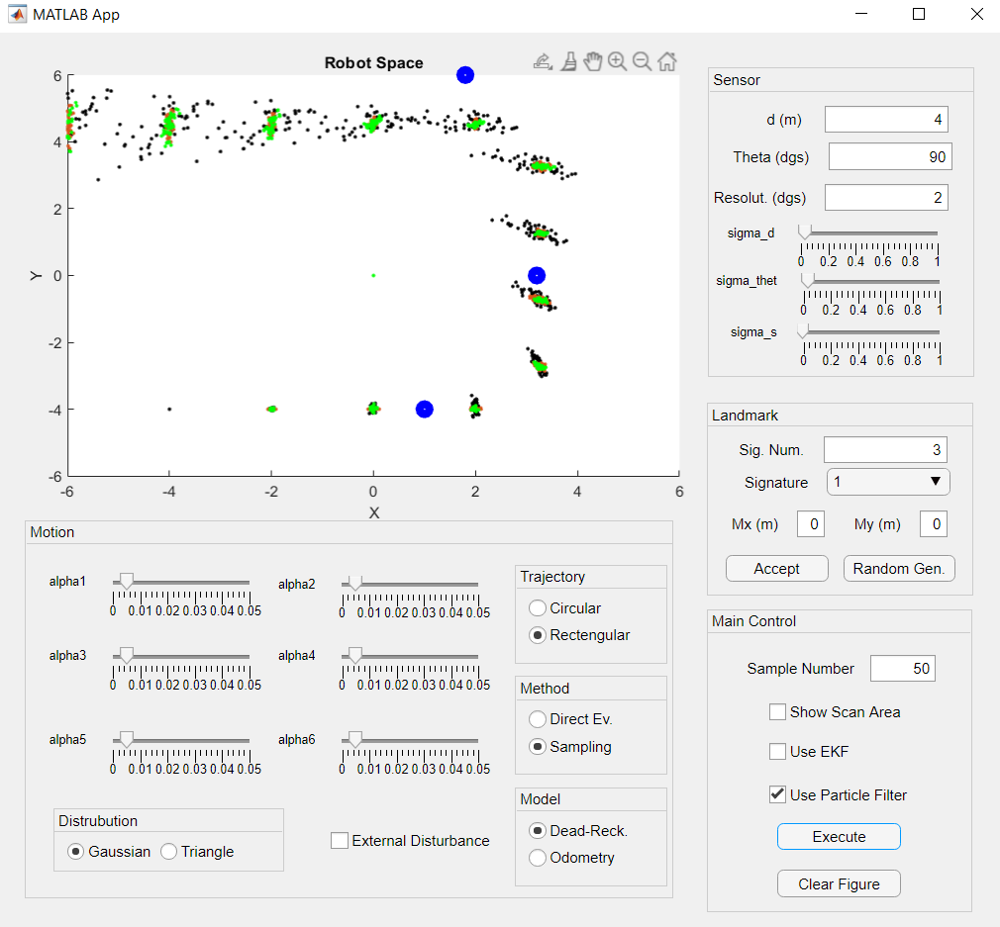 MATLAB App
Robot Space
6
4
2
0
-2
-4
-6
Y
-6 -4 -2 0 2 4 6
X
Sensor
d (m) 4
Theta (dgs) 90
Resolut. (dgs) 2
sigma_d
0 0.2 0.4 0.6 0.8 1
sigma_thet
0 0.2 0.4 0.6 0.8 1
sigma_s
0 0.2 0.4 0.6 0.8 1
Landmark
Sig. Num. 3
Signature 1
Mx (m) 0 My (m) 0
Accept Random Gen.
Motion
alpha1
0 0.01 0.02 0.03 0.04 0.05
alpha2
0 0.01 0.02 0.03 0.04 0.05
alpha3
0 0.01 0.02 0.03 0.04 0.05
alpha4
0 0.01 0.02 0.03 0.04 0.05
alpha5
0 0.01 0.02 0.03 0.04 0.05
alpha6
0 0.01 0.02 0.03 0.04 0.05
Distrubution
Gaussian Triangle
External Disturbance
Trajectory
Circular
Rectengular
Method
Direct Ev.
Sampling
Model
Dead-Reck.
Odometry
Main Control
Sample Number 50
Show Scan Area
Use EKF
Use Particle Filter
Execute
Clear Figure